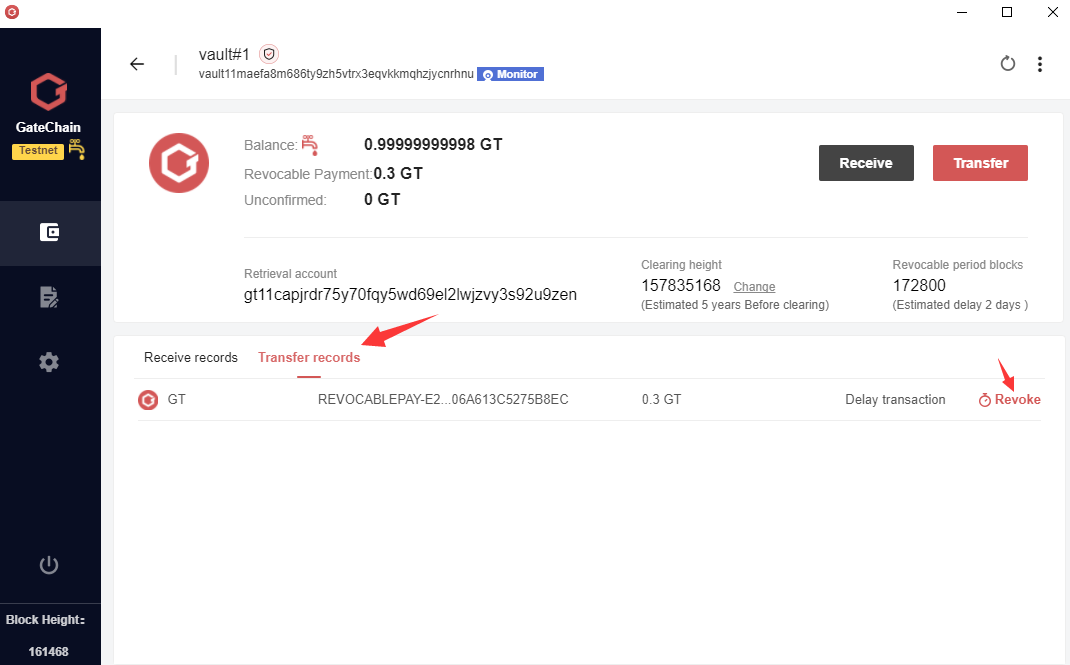 GateChain
Testnet
Block Height:
161468
vault#1
vault11maefa8m686ty9zh5vtrx3eqvkkmqhzjycnrhnu Monitor
Balance: 0.99999999998 GT
Revocable Payment: 0.3 GT
Unconfirmed: 0 GT
Receive
Transfer
Retrieval account
gt11capjrdr75y70fqy5wd69el2lwjzvy3s92u9zen
Clearing height
157835168 Change
(Estimated 5 years Before clearing)
Revocable period blocks
172800
(Estimated delay 2 days )
Receive records Transfer records
GT REVOCABLEPAY-E2...06A613C5275B8EC 0.3 GT Delay transaction Revoke